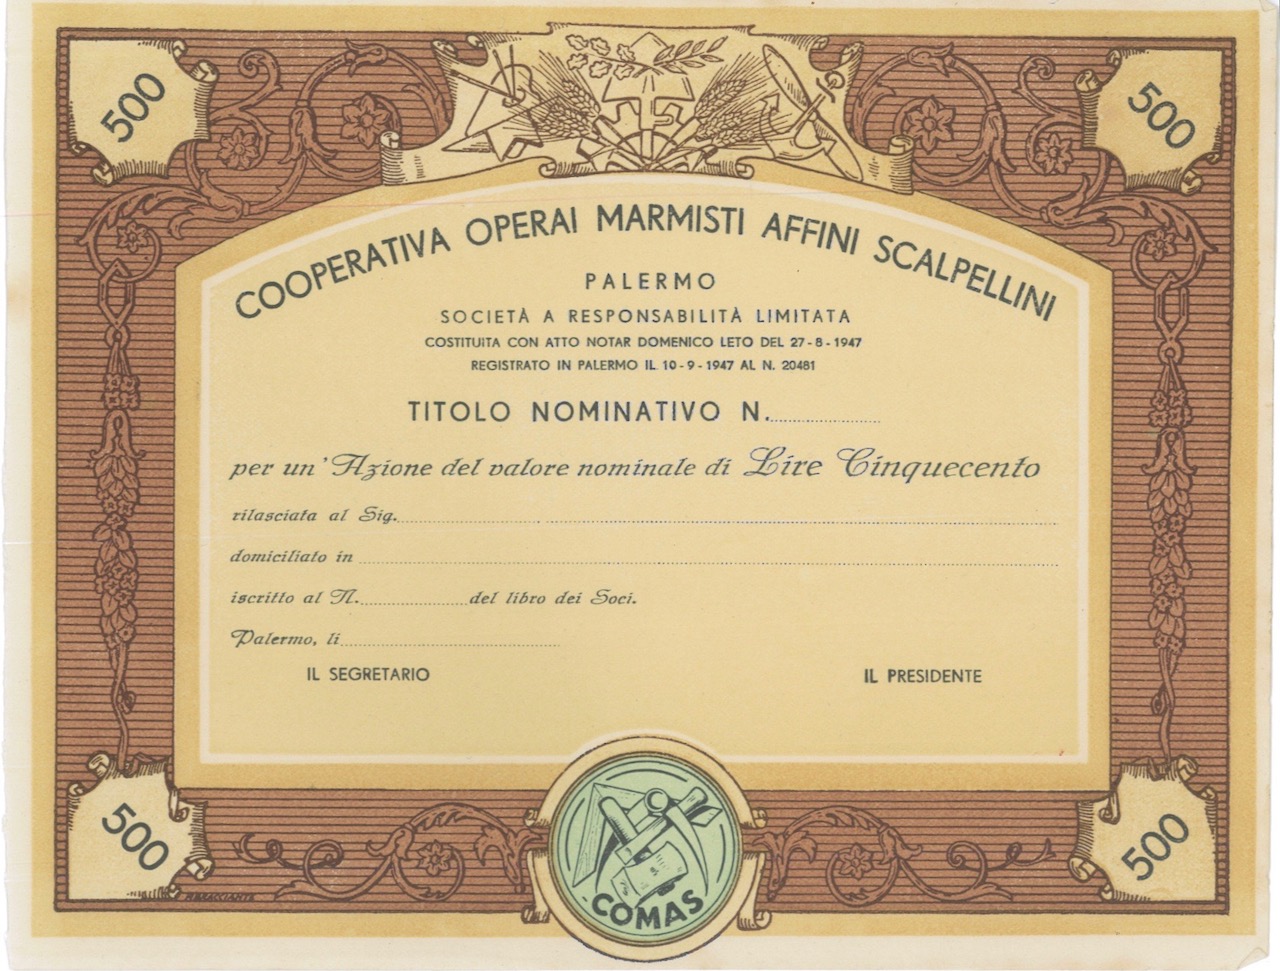 500
500
COOPERATIVA OPERAI MARMISTI AFFINI SCALPELLINI
PALERMO
SOCIETÀ A RESPONSABILITÀ LIMITATA
COSTITUITA CON ATTO NOTAR DOMENICO LETO DEL 27-8-1947
REGISTRATO IN PALERMO IL 10-9-1947 AL N. 20481
TITOLO NOMINATIVO N.
per un' Azione del valore nominale di Lire Cinquecento
rilasciata al Sig.
domiciliato in
iscritto al N. del libro dei Soci.
Palermo, li
IL SEGRETARIO IL PRESIDENTE
500
500
COMAS